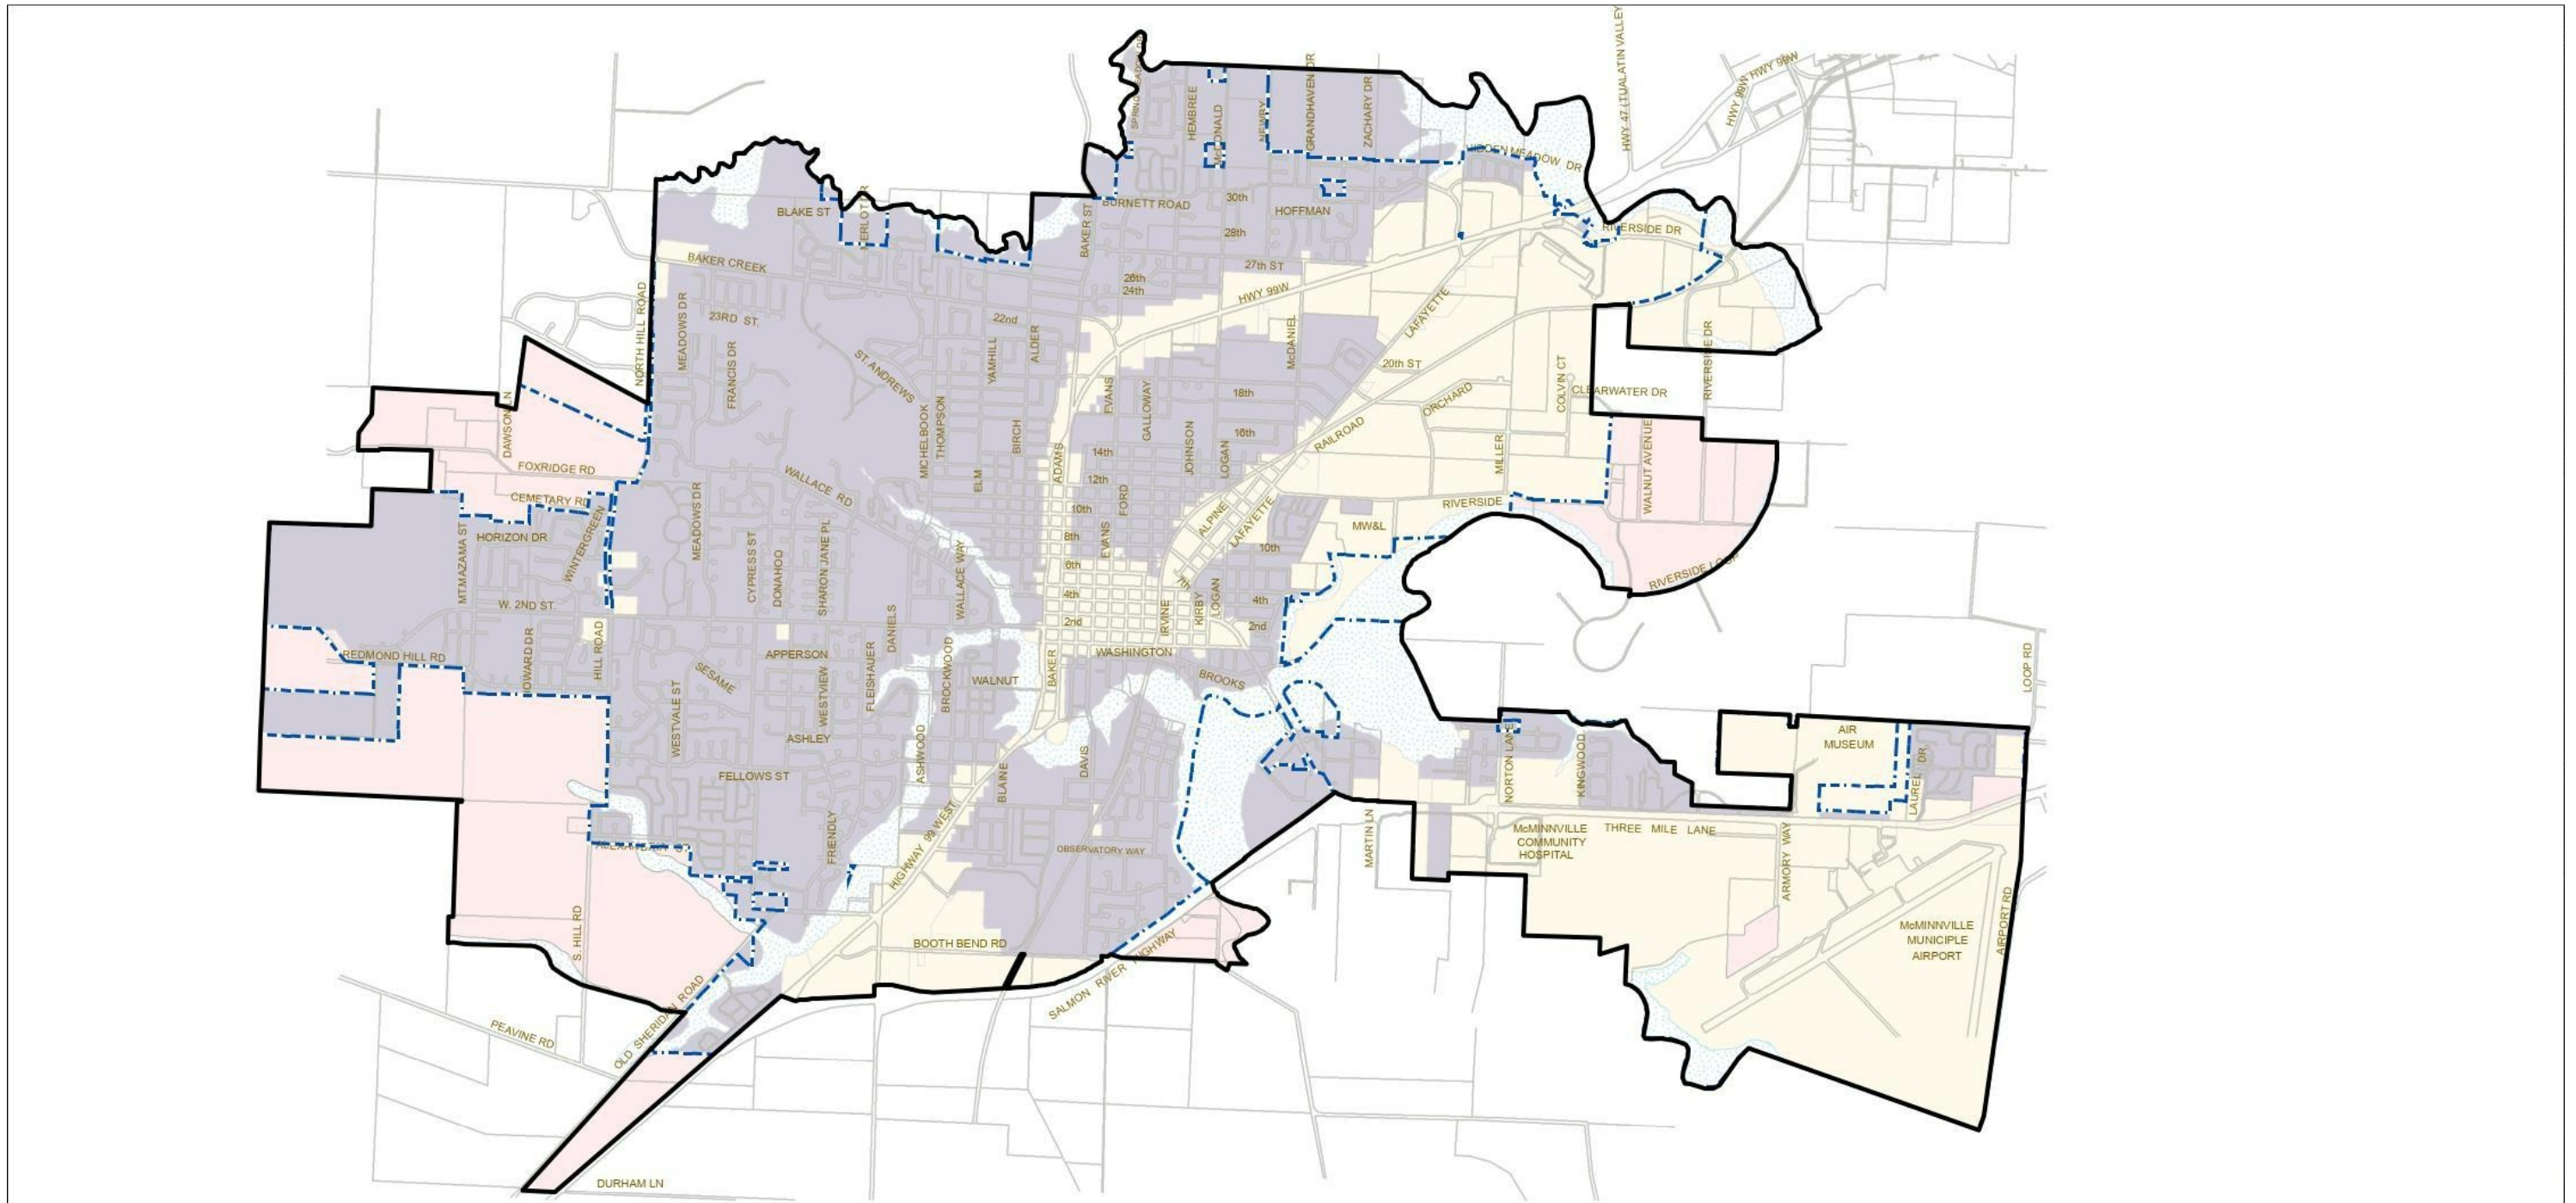 HWY 47 (TUALATIN VALLEY
HWY 99W
HWY 99W
HEMBREE
McDONALD
NEWBY
GRANDHAVEN DR
ZACHARY DR
HIDDEN MEADOW DR
BLAKE ST
MERLOT DR
BURNETT ROAD
30th
HOFFMAN
28th
RIVERSIDE DR
BAKER ST
BAKER CREEK
27th ST
26th
24th
HWY 99W
NORTH HILL ROAD
MEADOWS DR
23RD ST.
22nd
ALDER
YAMHILL
McDANIEL
LAFAYETTE
RIVERSIDE DR
FRANCIS DR
ST. ANDREWS
20th ST
COLVIN CT
CLEARWATER DR
EVANS
GALLOWAY
18th
ORCHARD
DAWSON LN
MICHELBOOK
THOMPSON
BIRCH
ADAMS
JOHNSON
LOGAN
16th
RAILROAD
MILLER
WALNUT AVENUE
14th
FOXRIDGE RD
WALLACE RD
ELM
12th
FORD
CEMETARY RD
MEADOWS DR
10th
ALPINE
LAFAYETTE
RIVERSIDE
MW&L
MT.MAZAMA ST
HORIZON DR
WINTERGREEN
CYPRESS ST
DONAHOO
SHARON JANE PL
WALLACE WAY
8th
EVANS
10th
6th
7th
LOGAN
RIVERSIDE LOOP
W. 2ND ST.
4th
IRVINE
KIRBY
4th
2nd
2nd
DANIELS
HOWARD DR
HILL ROAD
REDMOND HILL RD
APPERSON
FLEISHAUER
BROCKWOOD
WASHINGTON
BAKER
LOOP RD
SESAME
WESTVIEW
WALNUT
BROOKS
WESTVALE ST
ASHLEY
ASHWOOD
DAVIS
NORTON LANE
KINGWOOD
AIR
MUSEUM
LAUREL DR.
FELLOWS ST
BLAINE
FRIENDLY
HIGHWAY 99 WEST
OBSERVATORY WAY
MARTIN LN
McMINNVILLE
COMMUNITY
HOSPITAL
THREE MILE LANE
ARMORY WAY
ALEXANDRIA ST
S. HILL RD
BOOTH BEND RD
McMINNVILLE
MUNICIPLE
AIRPORT
AIRPORT RD
SALMON RIVER HIGHWAY
PEAVINE RD
OLD SHERIDAN ROAD
DURHAM LN